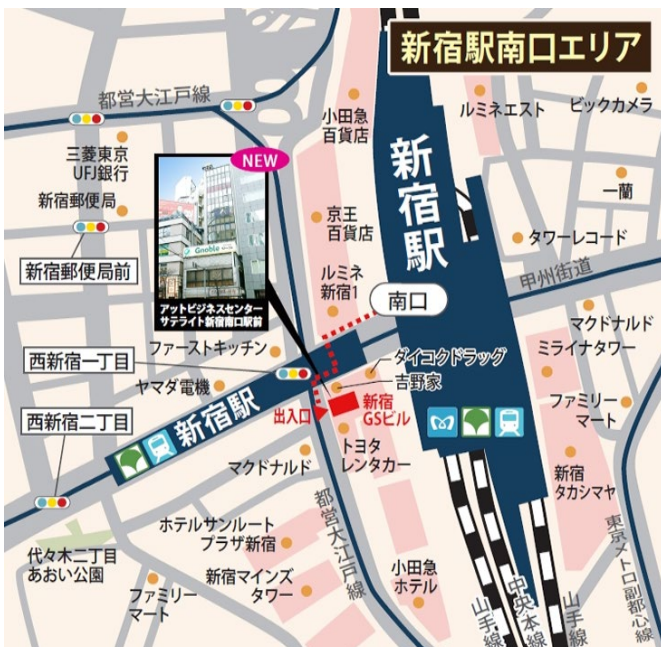 新宿駅南口エリア
都営大江戸線
小田急
百貨店
ルミネエスト
ビックカメラ
三菱東京
UFJ銀行
NEW
新宿郵便局
Gnoble
新宿駅
一蘭
京王
百貨店
タワーレコード
新宿郵便局前
ルミネ
新宿1
南口
甲州街道
アットビジネスセンター
サテライト新宿南口駅前
マクドナルド
西新宿一丁目
ファーストキッチン
ダイコクドラッグ
ミライナタワー
ヤマダ電機
吉野家
西新宿二丁目
新宿駅
出入口
新宿
GSビル
ファミリー
マート
トヨタ
レンタカー
マクドナルド
新宿
タカシマヤ
都営大江戸線
ホテルサンルート
プラザ新宿
代々木二丁目
あおい公園
新宿マインズ
タワー
小田急
ホテル
ファミリー
マート
山手線
中央本線
山手線
東京メトロ副都心線